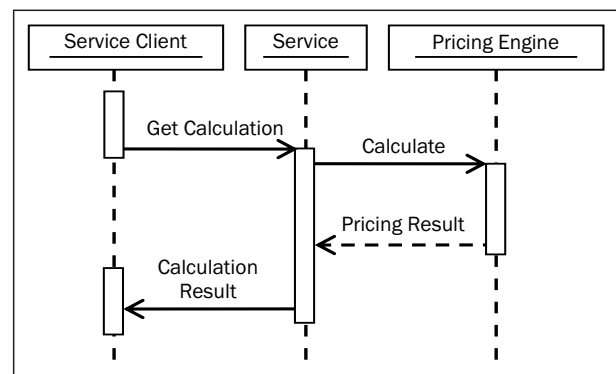 Service Client
Service
Pricing Engine
Get Calculation
Calculate
Pricing Result
Calculation
Result